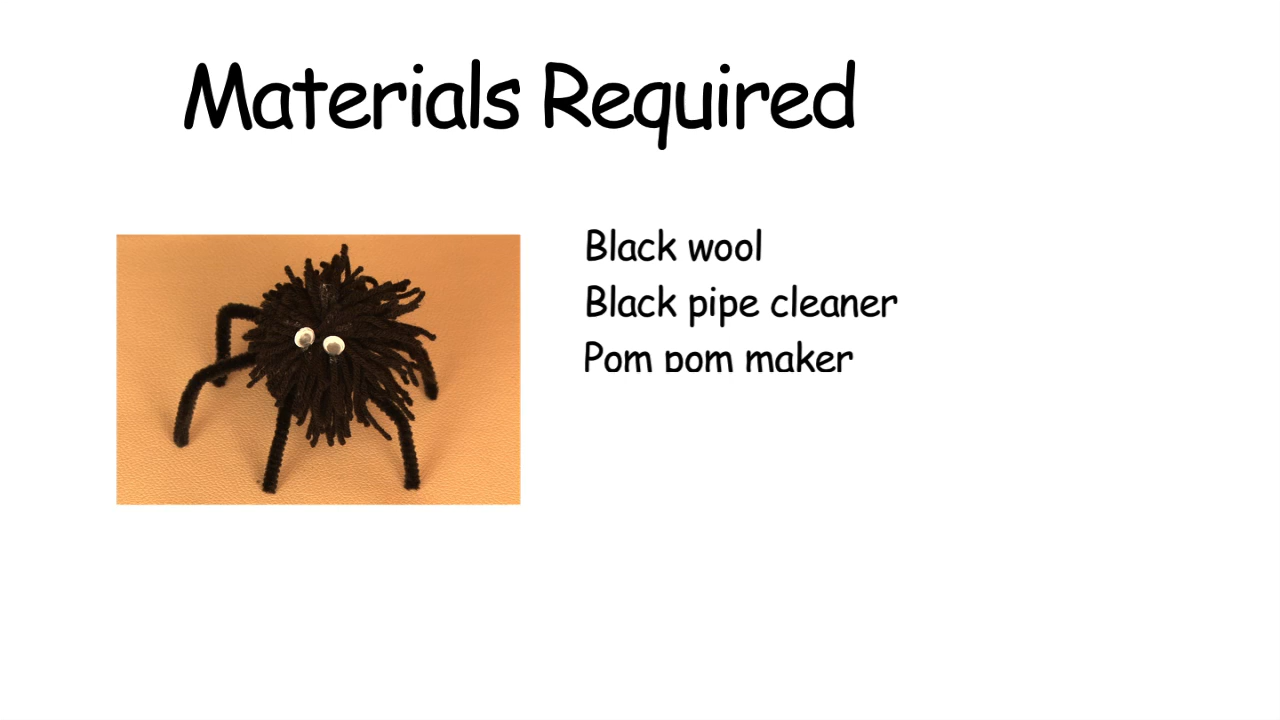 Materials Required
Black wool
Black pipe cleaner
Pom pom maker